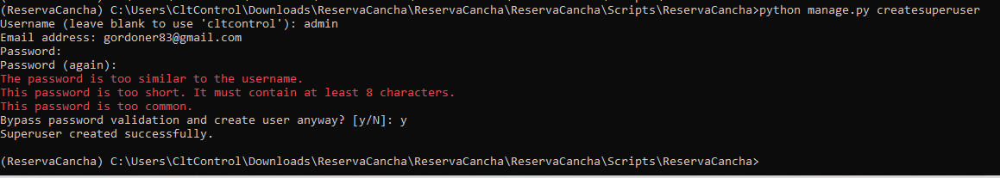 (ReservaCancha) C:\Users\CltControl\Downloads\ReservaCancha\ReservaCancha\ReservaCancha\Scripts\ReservaCancha>python manage.py createsuperuser
Username (leave blank to use 'cltcontrol'): admin
Email address: gordoner83@gmail.com
Password:
Password (again):
The password is too similar to the username.
This password is too short. It must contain at least 8 characters.
This password is too common.
Bypass password validation and create user anyway? [y/N]: y
Superuser created successfully.
(ReservaCancha) C:\Users\CltControl\Downloads\ReservaCancha\ReservaCancha\ReservaCancha\Scripts\ReservaCancha>